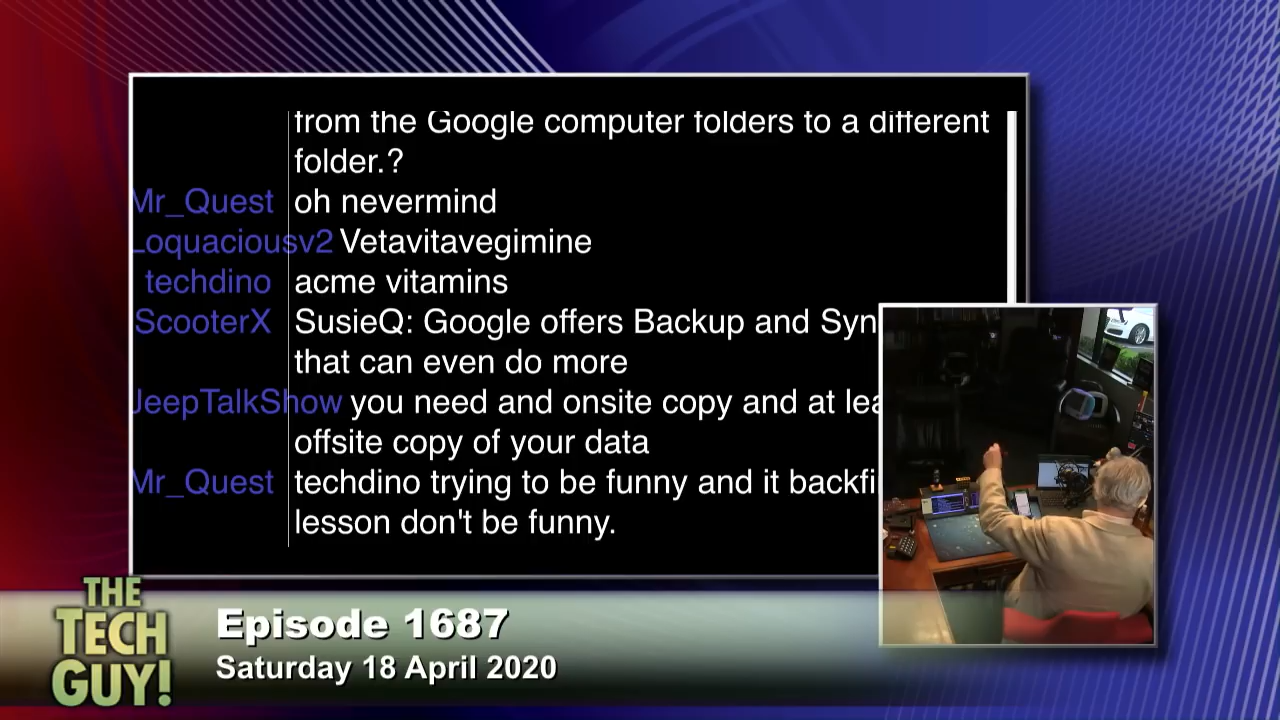 from the Google computer folders to a different
folder.?
Mr_Quest oh nevermind
Loquaciousv2 Vetavitavegimine
techdino acme vitamins
ScooterX SusieQ: Google offers Backup and Syn
that can even do more
JeepTalkShow you need and onsite copy and at lea
offsite copy of your data
Mr_Quest techdino trying to be funny and it backfi
lesson don't be funny.
THE
TECH
GUY!
Episode 1687
Saturday 18 April 2020